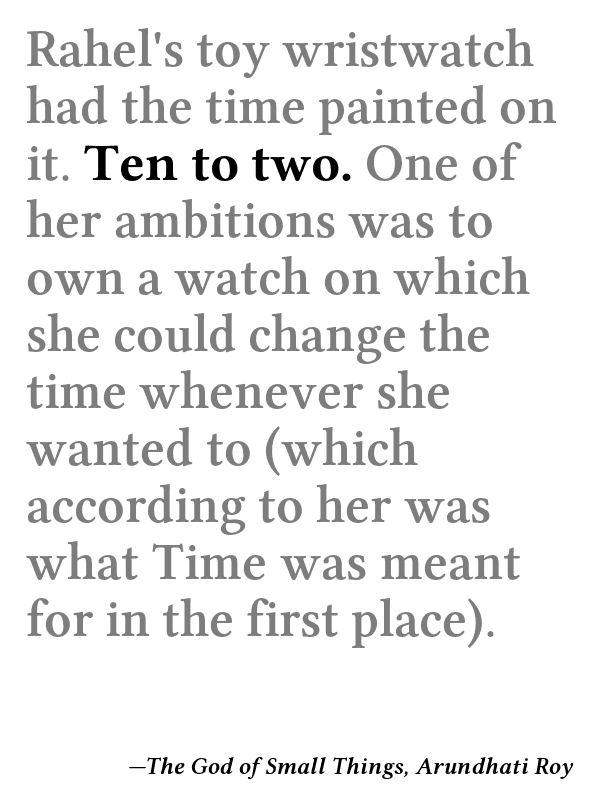 Rahel's toy wristwatch
had the time painted on
it. Ten to two. One of
her ambitions was to
own a watch on which
she could change the
time whenever she
wanted to (which
according to her was
what Time was meant
for in the first place).
—The God of Small Things, Arundhati Roy